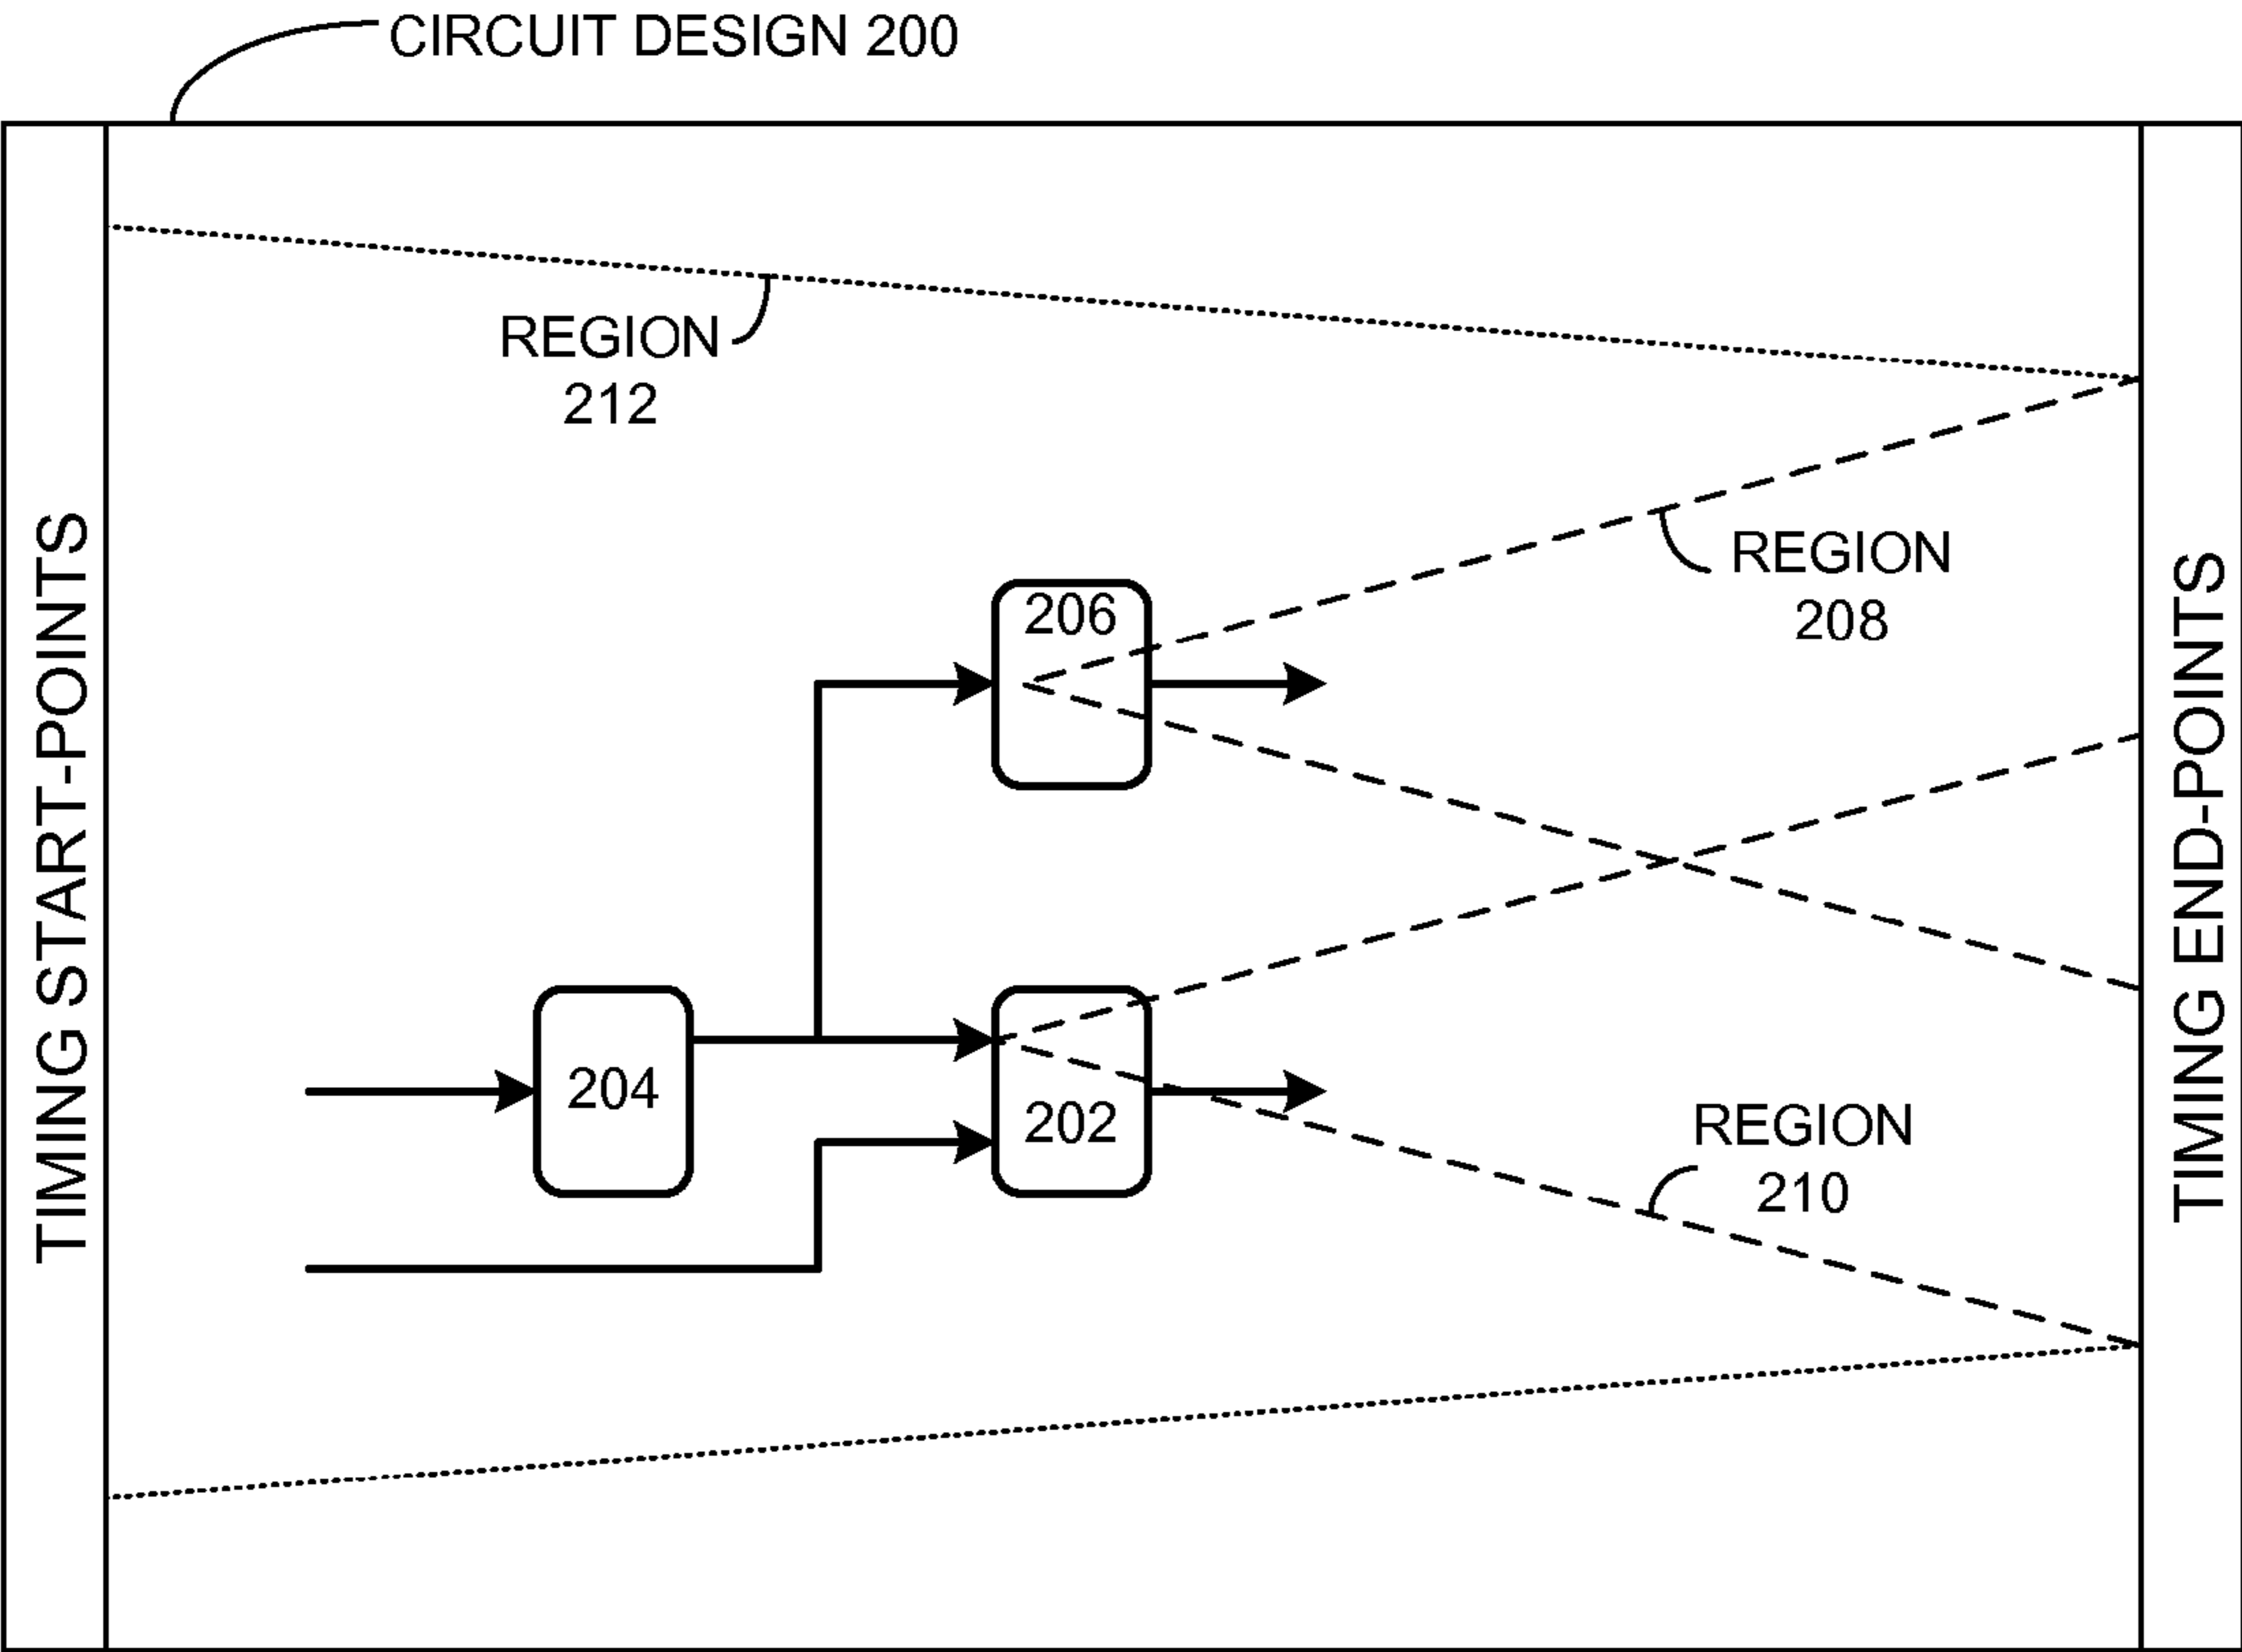 CIRCUIT DESIGN 200
TIMING START-POINTS
REGION
212
REGION
208
206
204
202
REGION
210
TIMING END-POINTS